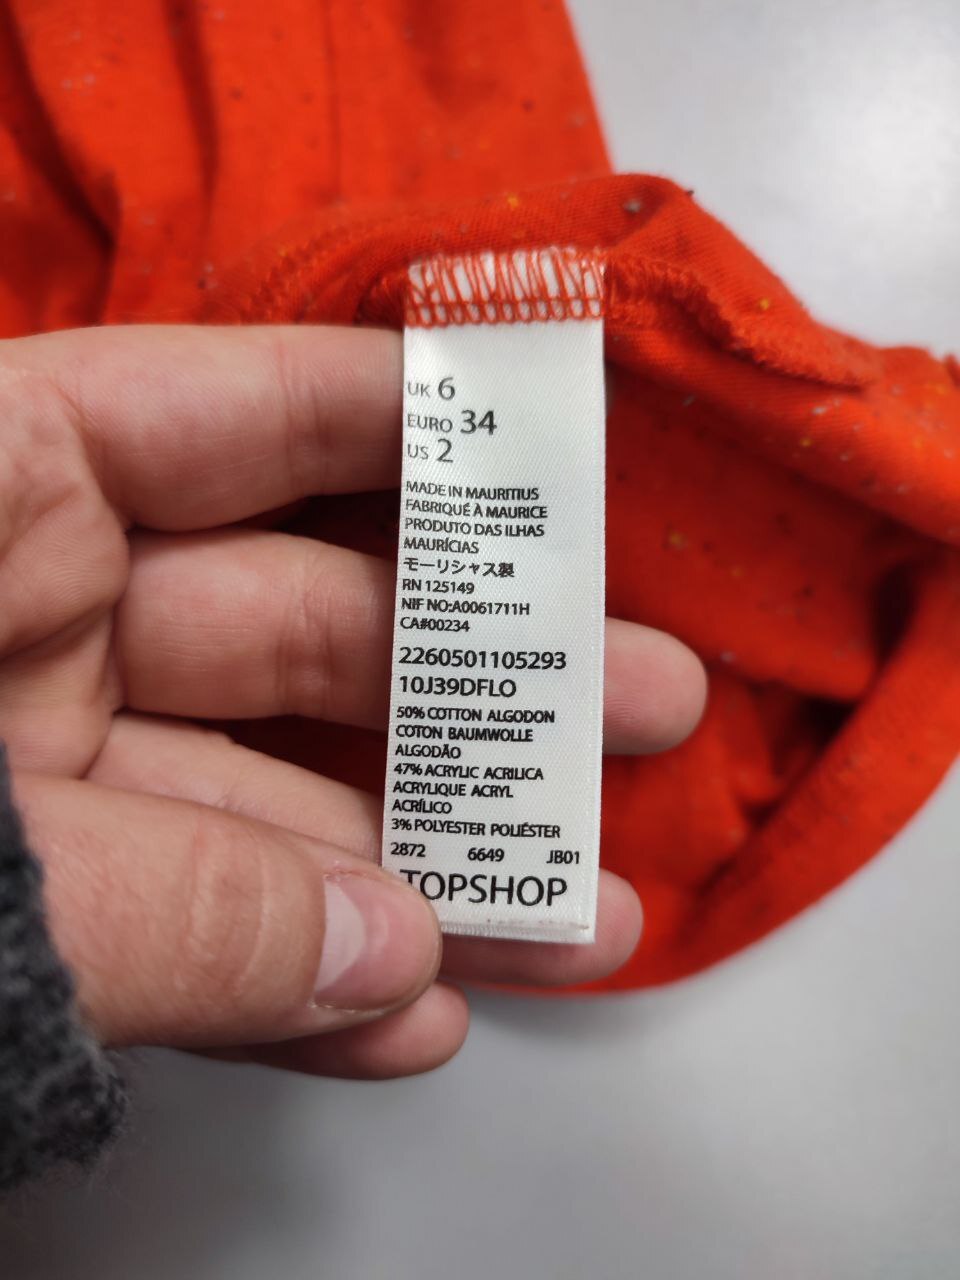 UK 6
EURO 34
US 2
MADE IN MAURITIUS
FABRIQUÉ À MAURICE
PRODUTO DAS ILHAS
MAURÍCIAS
モーリシャス製
RN 125149
NIF NO:A0061711H
CA#00234
2260501105293
10J39DFLO
50% COTTON ALGODON
COTON BAUMWOLLE
ALGODÃO
47% ACRYLIC ACRILICA
ACRYLIQUE ACRYL
ACRÍLICO
3% POLYESTER POLIÉSTER
2872 6649 JB01
TOPSHOP